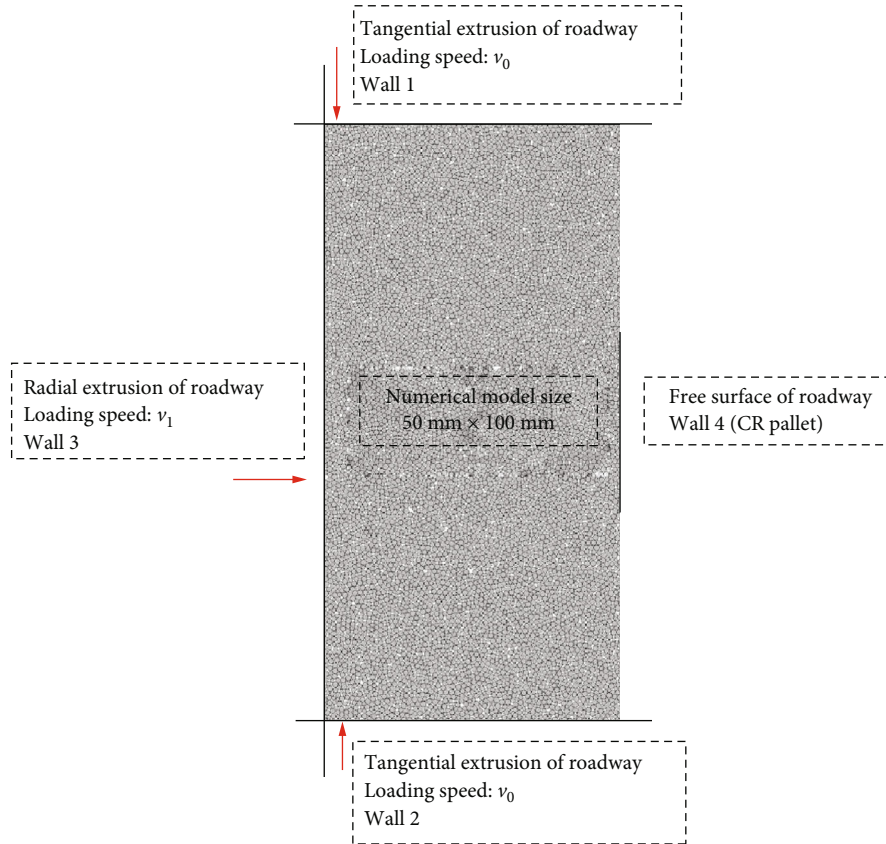 Tangential extrusion of roadway
Loading speed: v₀
Wall 1
Radial extrusion of roadway
Loading speed: v₁
Wall 3
Numerical model size
50 mm × 100 mm
Free surface of roadway
Wall 4 (CR pallet)
Tangential extrusion of roadway
Loading speed: v₀
Wall 2